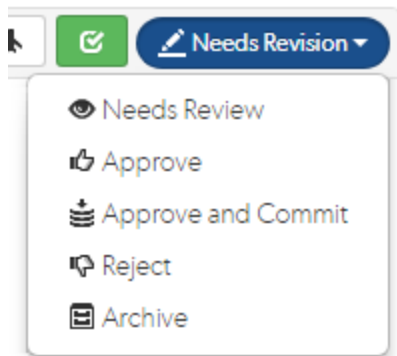 Needs Revision
Needs Review
Approve
Approve and Commit
Reject
Archive